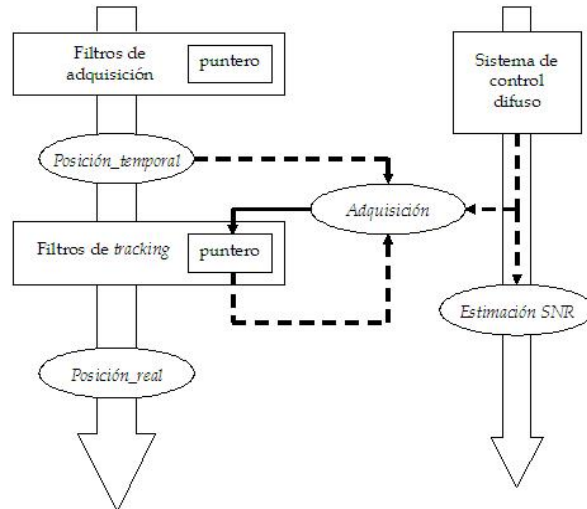 Filtros de
adquisición
puntero
Sistema de
control
difuso
Posición_temporal
Adquisición
Filtros de tracking
puntero
Estimación SNR
Posición_real